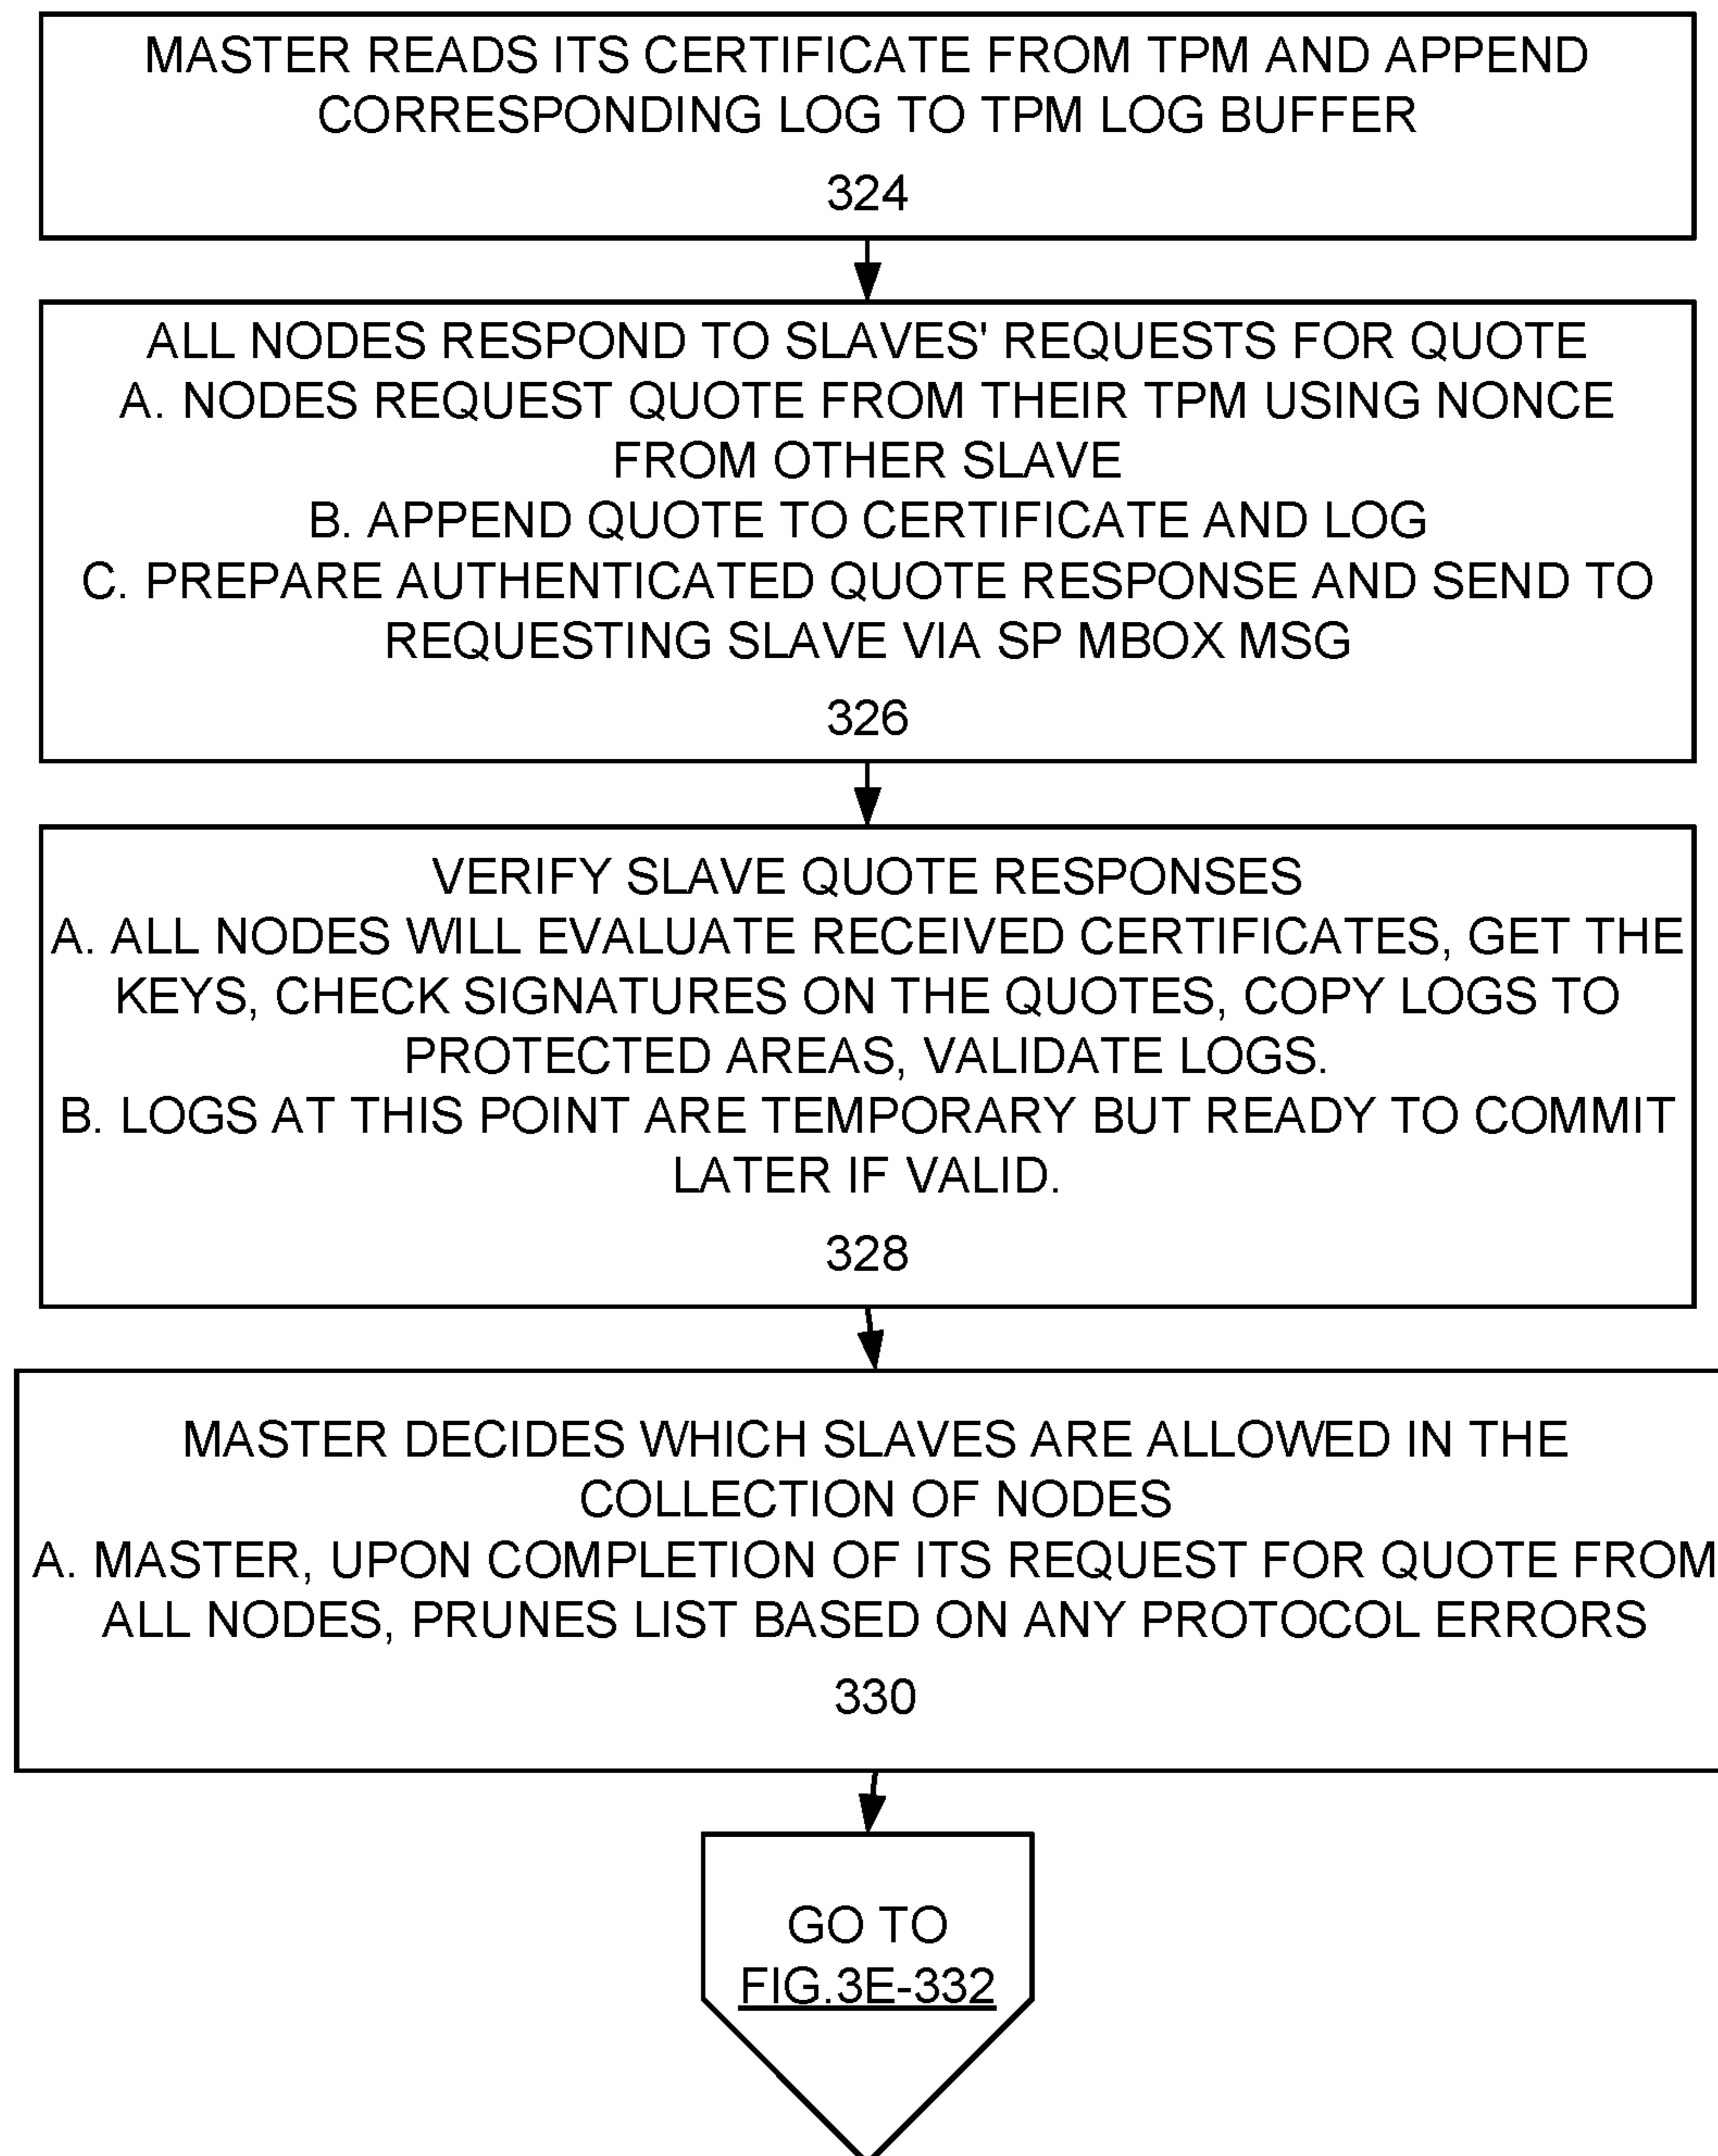 MASTER READS ITS CERTIFICATE FROM TPM AND APPEND
CORRESPONDING LOG TO TPM LOG BUFFER
324
ALL NODES RESPOND TO SLAVES' REQUESTS FOR QUOTE
A. NODES REQUEST QUOTE FROM THEIR TPM USING NONCE
FROM OTHER SLAVE
B. APPEND QUOTE TO CERTIFICATE AND LOG
C. PREPARE AUTHENTICATED QUOTE RESPONSE AND SEND TO
REQUESTING SLAVE VIA SP MBOX MSG
326
VERIFY SLAVE QUOTE RESPONSES
A. ALL NODES WILL EVALUATE RECEIVED CERTIFICATES, GET THE
KEYS, CHECK SIGNATURES ON THE QUOTES, COPY LOGS TO
PROTECTED AREAS, VALIDATE LOGS.
B. LOGS AT THIS POINT ARE TEMPORARY BUT READY TO COMMIT
LATER IF VALID.
328
MASTER DECIDES WHICH SLAVES ARE ALLOWED IN THE
COLLECTION OF NODES
A. MASTER, UPON COMPLETION OF ITS REQUEST FOR QUOTE FROM
ALL NODES, PRUNES LIST BASED ON ANY PROTOCOL ERRORS
330
GO TO
FIG.3E-332